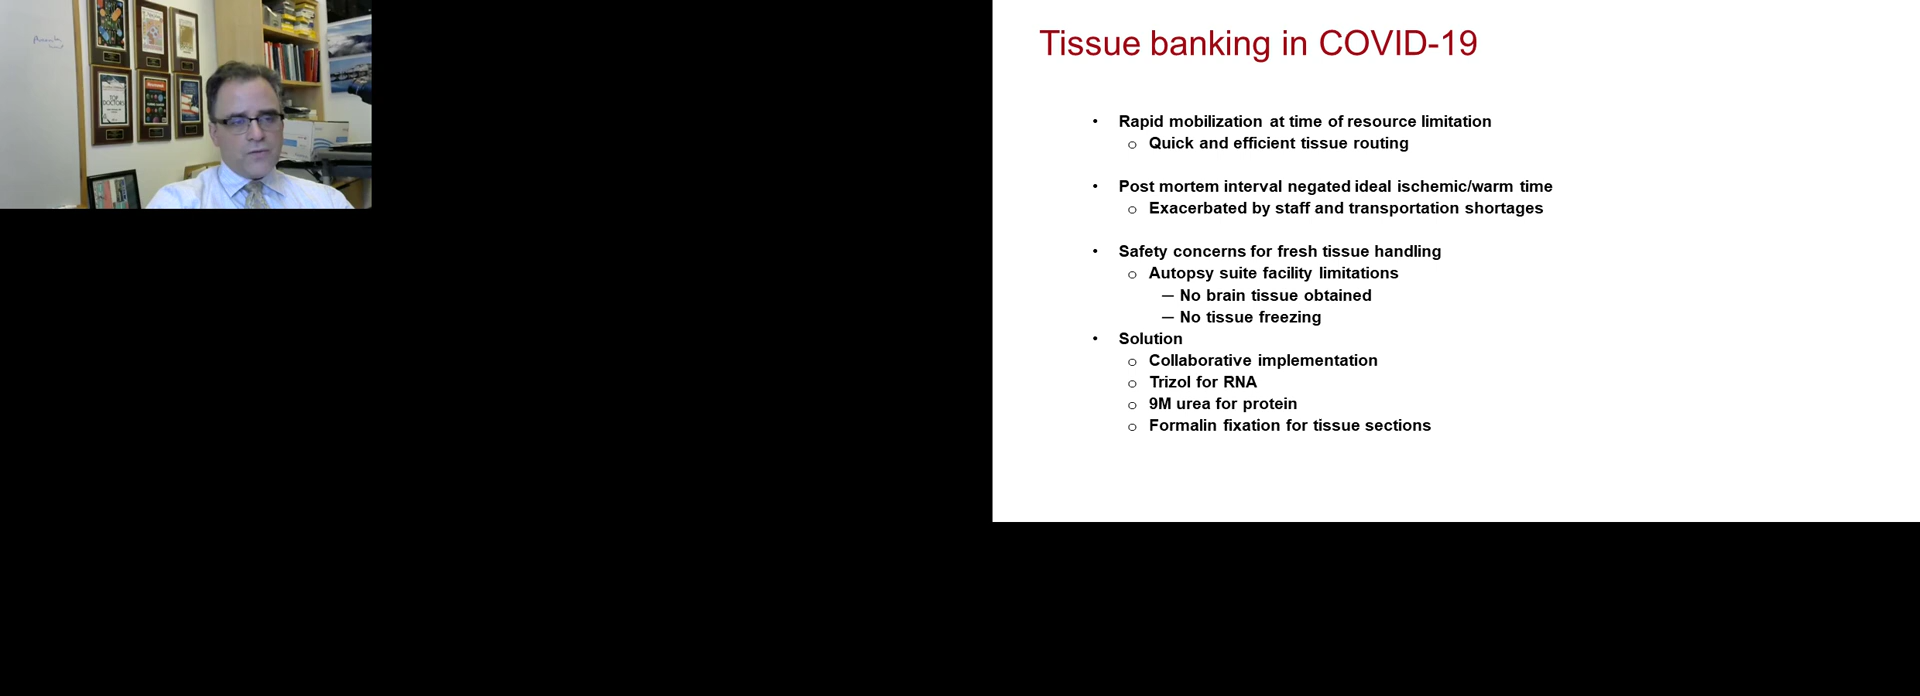 TOP DOCTORS
Tissue banking in COVID-19
• Rapid mobilization at time of resource limitation
o Quick and efficient tissue routing
• Post mortem interval negated ideal ischemic/warm time
o Exacerbated by staff and transportation shortages
• Safety concerns for fresh tissue handling
o Autopsy suite facility limitations
— No brain tissue obtained
— No tissue freezing
• Solution
o Collaborative implementation
o Trizol for RNA
o 9M urea for protein
o Formalin fixation for tissue sections